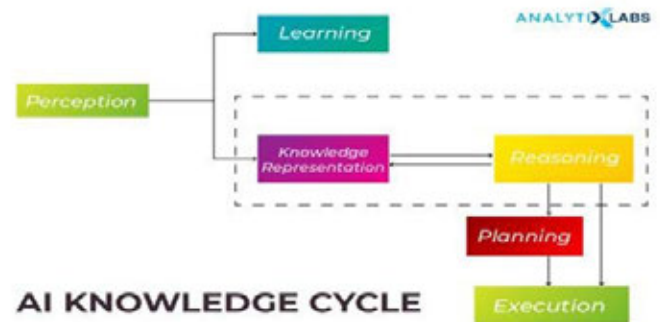 ANALYTIXLABS
Learning
Perception
Knowledge
Representation
Reasoning
Planning
AI KNOWLEDGE CYCLE
Execution